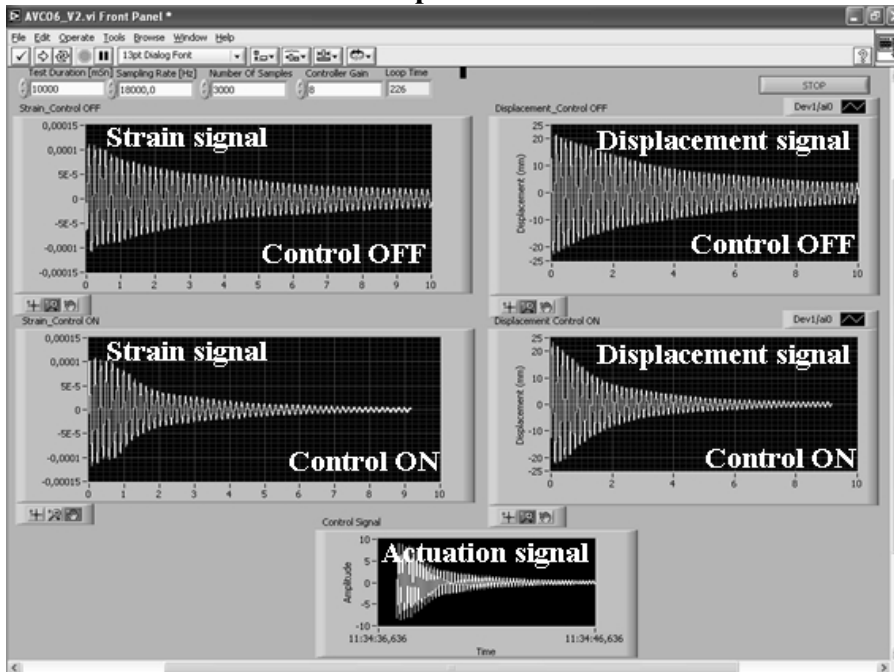 AVC06_V2.vi Front Panel *
File Edit Operate Tools Browse Window Help
13pt Dialog Font
Test Duration [mSn] Sampling Rate [Hz] Number Of Samples Controller Gain Loop Time
10000 18000,0 3000 8 226
STOP
Strain_Control OFF
0,00015
0,0001
5E-5
0
-5E-5
-0,0001
-0,00015
0 1 2 3 4 5 6 7 8 9 10
Strain signal
Control OFF
Displacement_Control OFF
Dev1/ai0
Displacement (mm)
25
20
10
0
-10
-20
-25
0 2 4 6 8 10
Displacement signal
Control OFF
Strain_Control ON
0,00015
0,0001
5E-5
0
-5E-5
-0,0001
-0,00015
0 1 2 3 4 5 6 7 8 9 10
Strain signal
Control ON
Displacement Control ON
Dev1/ai0
Displacement (mm)
25
20
10
0
-10
-20
-25
0 2 4 6 8 10
Displacement signal
Control ON
Control Signal
Amplitude
10
5
0
-5
-10
11:34:36,636 11:34:46,636
Time
Actuation signal